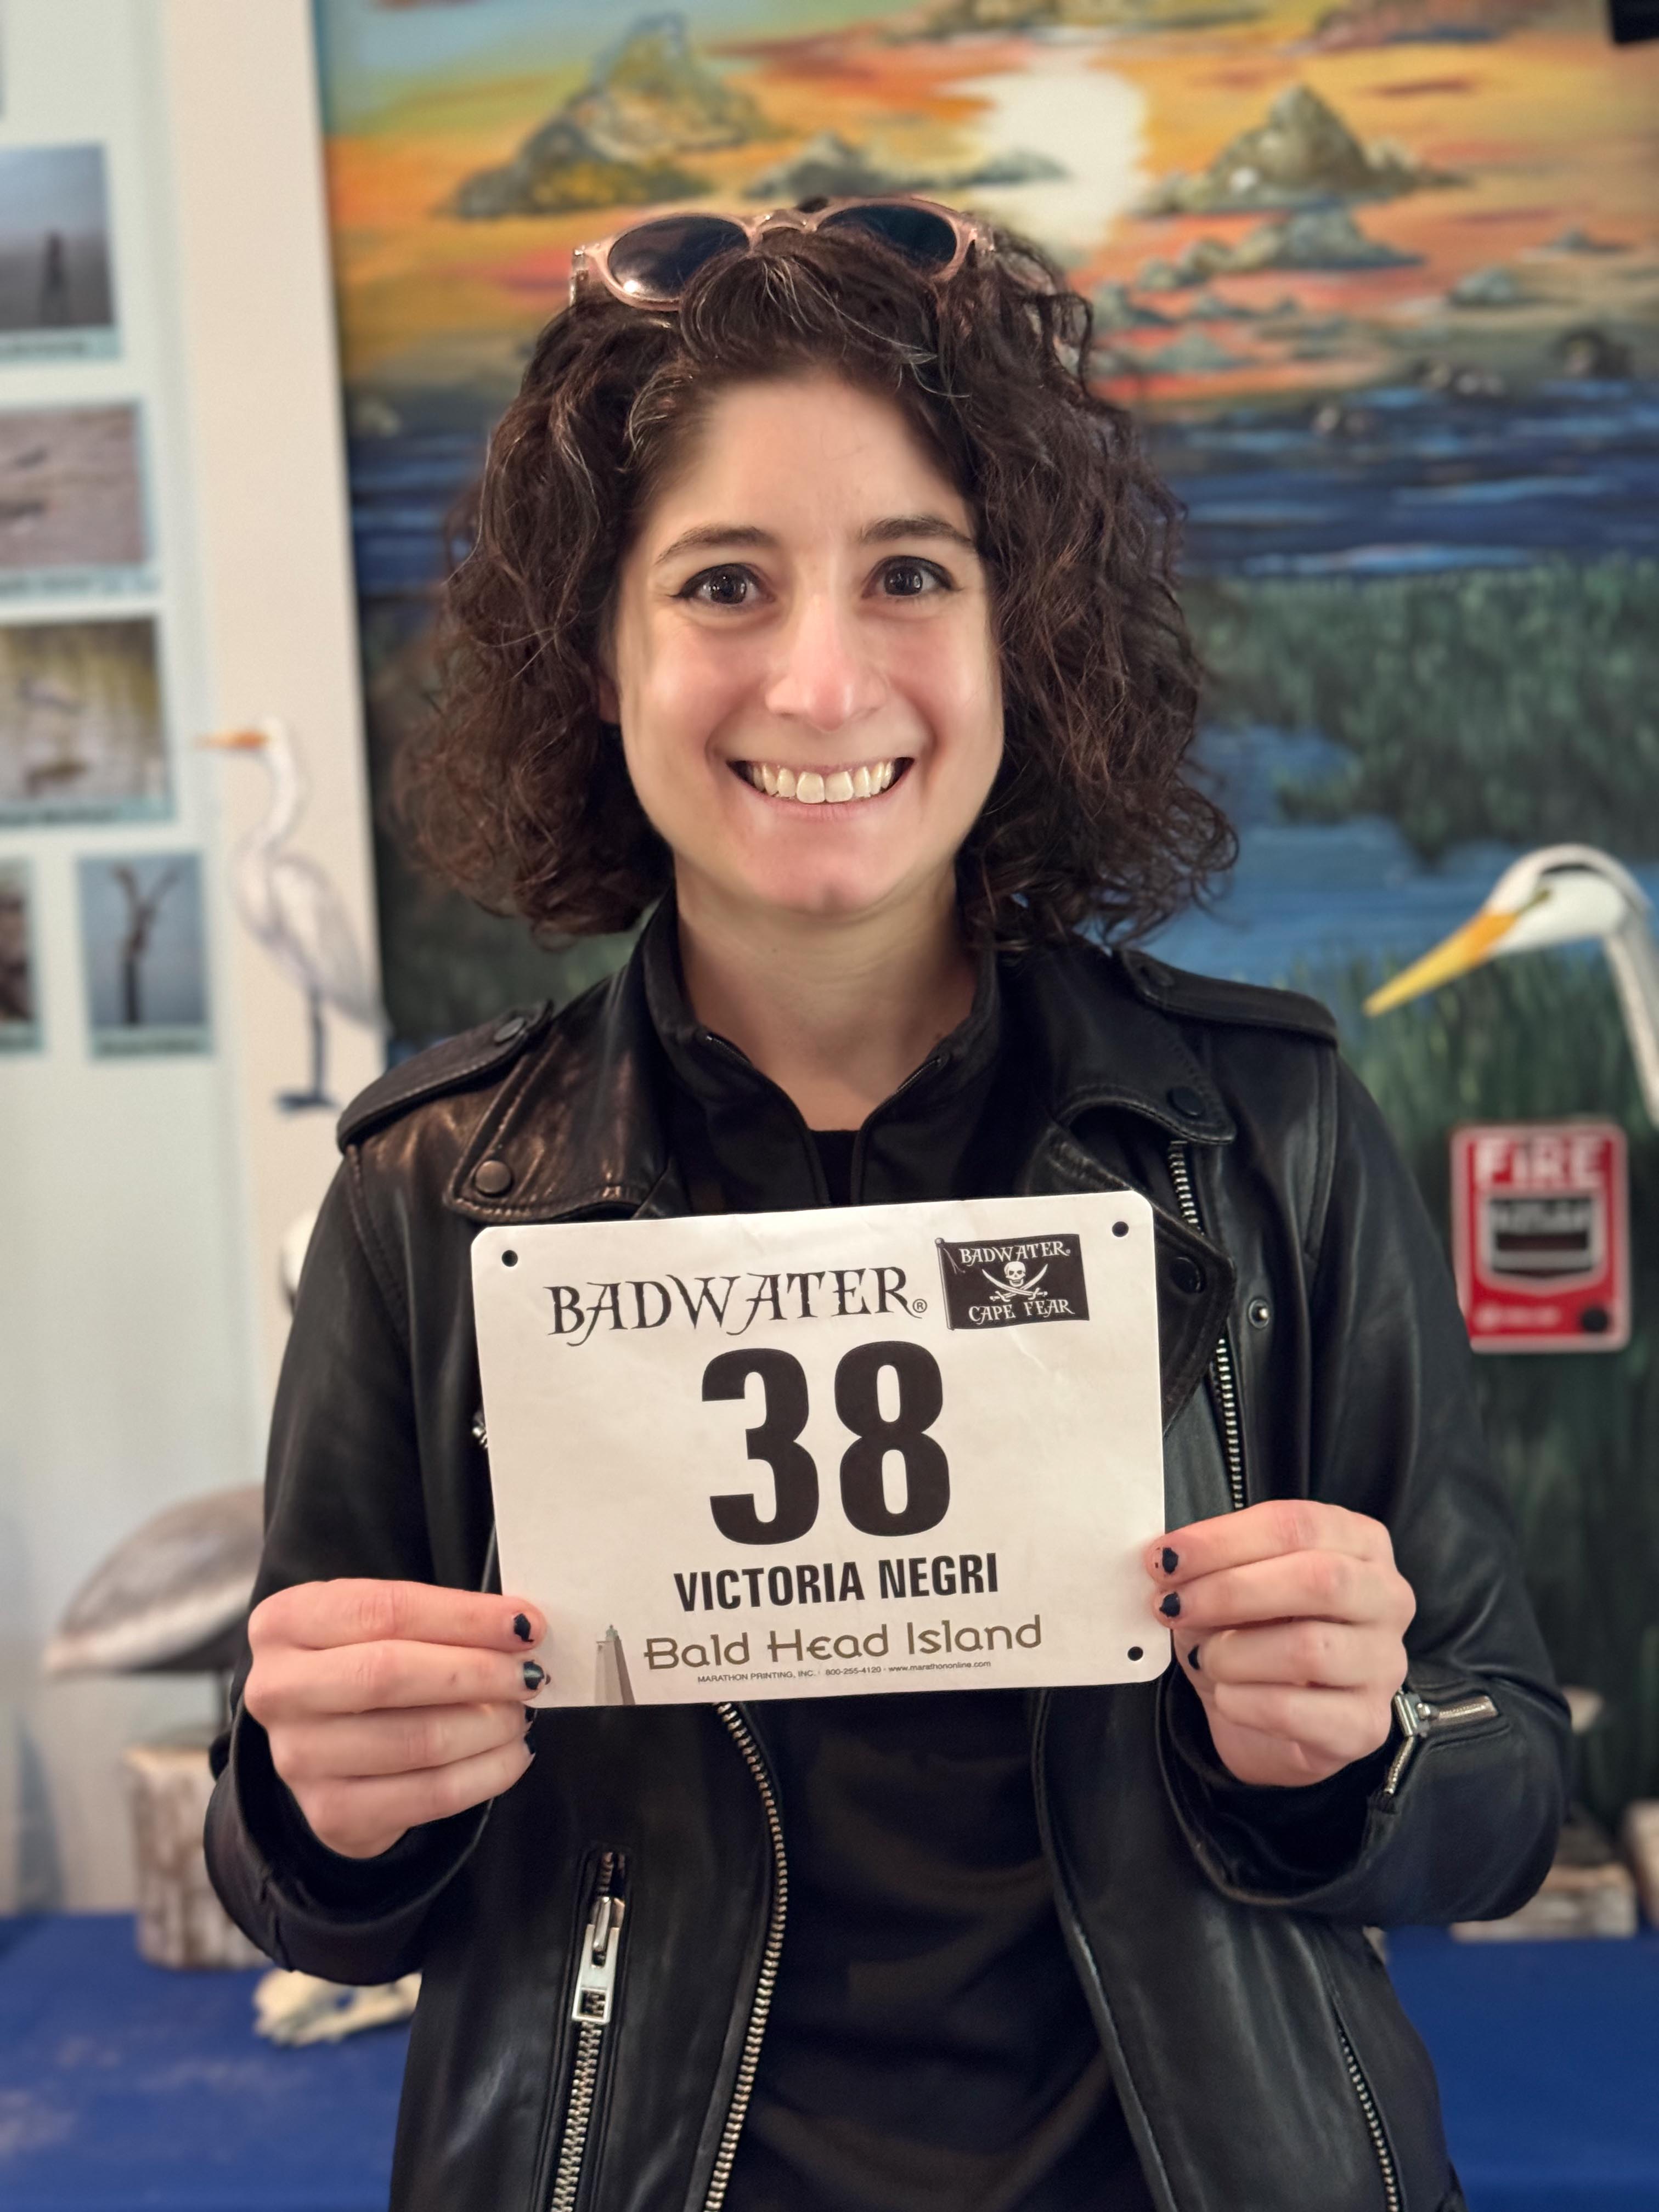 BADWATER®
BADWATER®
CAPE FEAR
38
VICTORIA NEGRI
Bald Head Island
MARATHON PRINTING, INC. · 800-255-4120 · www.marathononline.com
FIRE